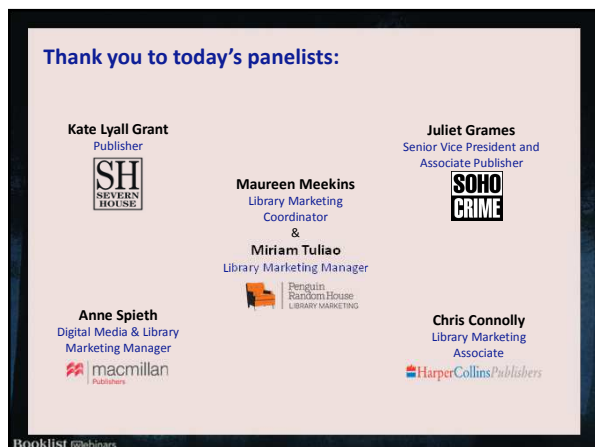 Thank you to today's panelists:
Kate Lyall Grant
Publisher
SH
SEVERN
HOUSE
Juliet Grames
Senior Vice President and
Associate Publisher
SOHO
CRIME
Maureen Meekins
Library Marketing
Coordinator
&
Miriam Tuliao
Library Marketing Manager
Penguin
Random House
LIBRARY MARKETING
Anne Spieth
Digital Media & Library
Marketing Manager
macmillan
Publishers
Chris Connolly
Library Marketing
Associate
HarperCollinsPublishers
Booklist Webinars